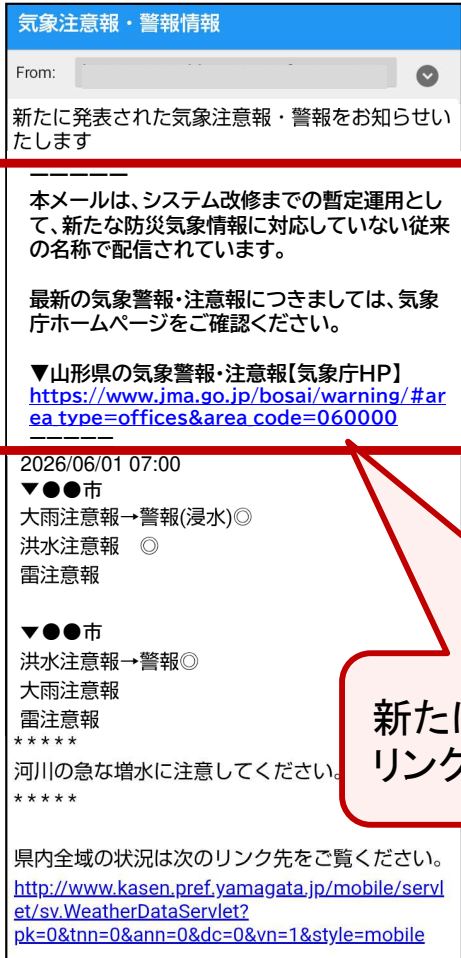 気象注意報・警報情報
From:
新たに発表された気象注意報・警報をお知らせい
たします
ーーーーー
本メールは、システム改修までの暫定運用とし
て、新たな防災気象情報に対応していない従来
の名称で配信されています。
最新の気象警報・注意報につきましては、気象
庁ホームページをご確認ください。
▼山形県の気象警報・注意報【気象庁HP】
https://www.jma.go.jp/bosai/warning/#ar
ea_type=offices&area_code=060000
ーーーーー
2026/06/01 07:00
▼●●市
大雨注意報→警報(浸水)◎
洪水注意報　◎
雷注意報
▼●●市
洪水注意報→警報◎
大雨注意報
雷注意報
*****
河川の急な増水に注意してください。
*****
新た
リンク
県内全域の状況は次のリンク先をご覧ください。
http://www.kasen.pref.yamagata.jp/mobile/servl
et/sv.WeatherDataServlet?
pk=0&tnn=0&ann=0&dc=0&vn=1&style=mobile